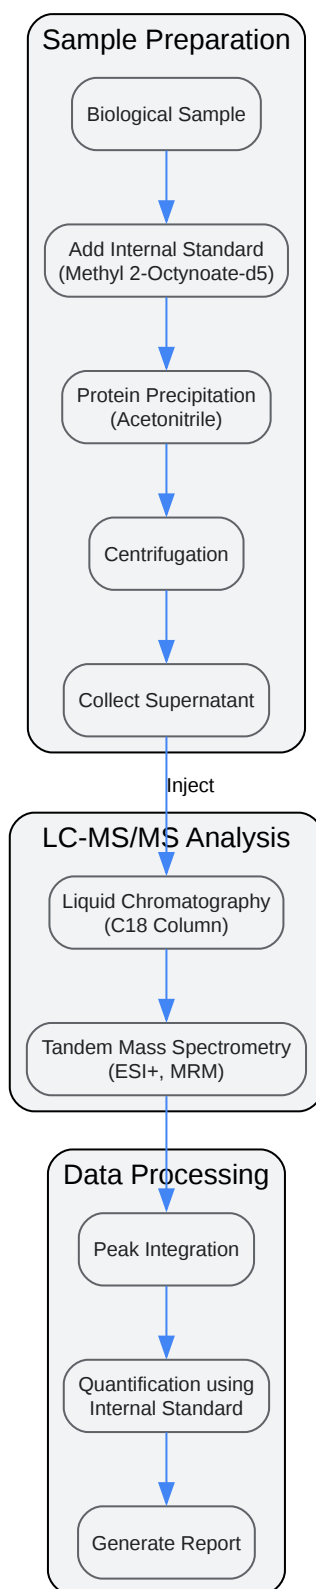 Sample Preparation
Biological Sample
Add Internal Standard
(Methyl 2-Octynoate-d5)
Protein Precipitation
(Acetonitrile)
Centrifugation
Collect Supernatant
Inject
LC-MS/MS Analysis
Liquid Chromatography
(C18 Column)
Tandem Mass Spectrometry
(ESI+, MRM)
Data Processing
Peak Integration
Quantification using
Internal Standard
Generate Report